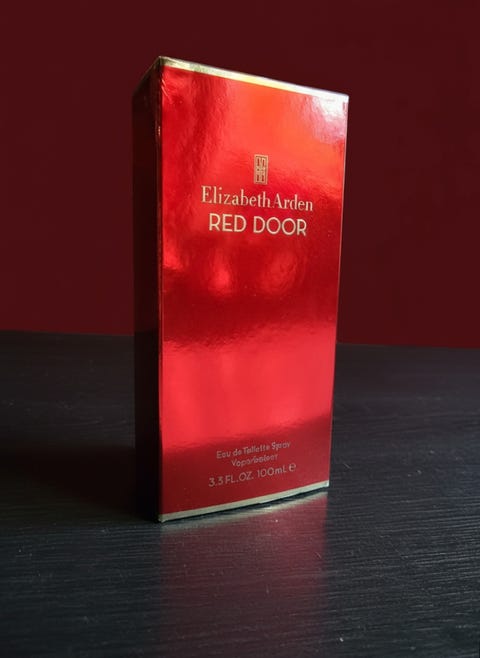 Elizabeth Arden
RED DOOR
Eau de Toilette Spray
Vaporisateur
3.3 FL.OZ. 100mL ℮